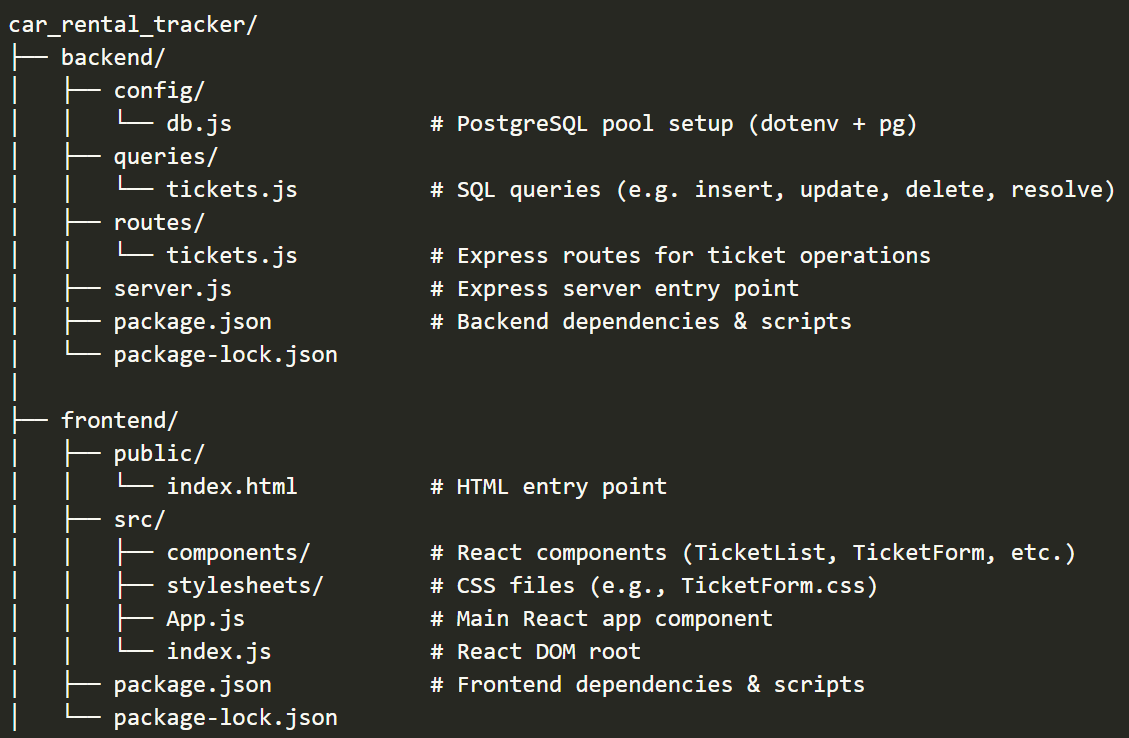 car_rental_tracker/
├── backend/
│   ├── config/
│   │   └── db.js               # PostgreSQL pool setup (dotenv + pg)
│   ├── queries/
│   │   └── tickets.js          # SQL queries (e.g. insert, update, delete, resolve)
│   ├── routes/
│   │   └── tickets.js          # Express routes for ticket operations
│   ├── server.js               # Express server entry point
│   ├── package.json            # Backend dependencies & scripts
│   └── package-lock.json
│
├── frontend/
│   ├── public/
│   │   └── index.html          # HTML entry point
│   ├── src/
│   │   ├── components/         # React components (TicketList, TicketForm, etc.)
│   │   ├── stylesheets/        # CSS files (e.g., TicketForm.css)
│   │   ├── App.js              # Main React app component
│   │   └── index.js            # React DOM root
│   ├── package.json            # Frontend dependencies & scripts
│   └── package-lock.json